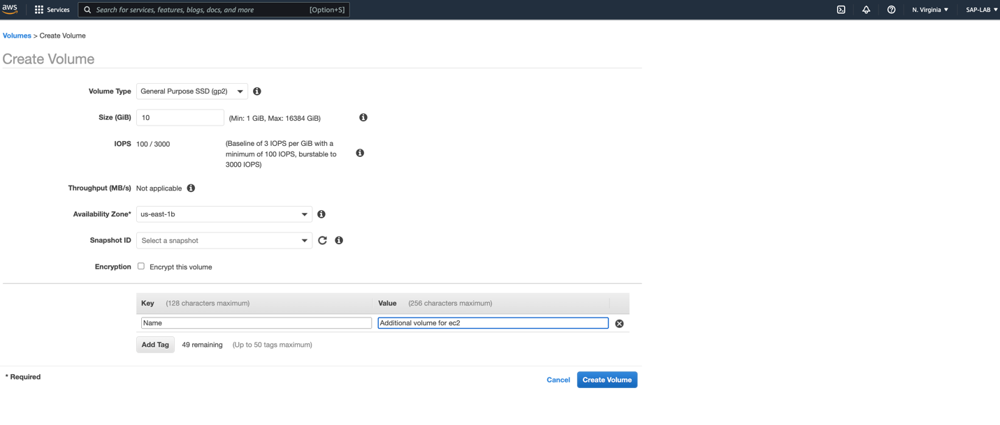 aws Services Search for services, features, blogs, docs, and more [Option+S] N. Virginia SAP-LAB
Volumes > Create Volume
Create Volume
Volume Type General Purpose SSD (gp2)
Size (GiB) 10 (Min: 1 GiB, Max: 16384 GiB)
IOPS 100 / 3000 (Baseline of 3 IOPS per GiB with a
minimum of 100 IOPS, burstable to
3000 IOPS)
Throughput (MB/s) Not applicable
Availability Zone* us-east-1b
Snapshot ID Select a snapshot
Encryption Encrypt this volume
Key (128 characters maximum) Value (256 characters maximum)
Name Additional volume for ec2
Add Tag 49 remaining (Up to 50 tags maximum)
* Required
Cancel Create Volume